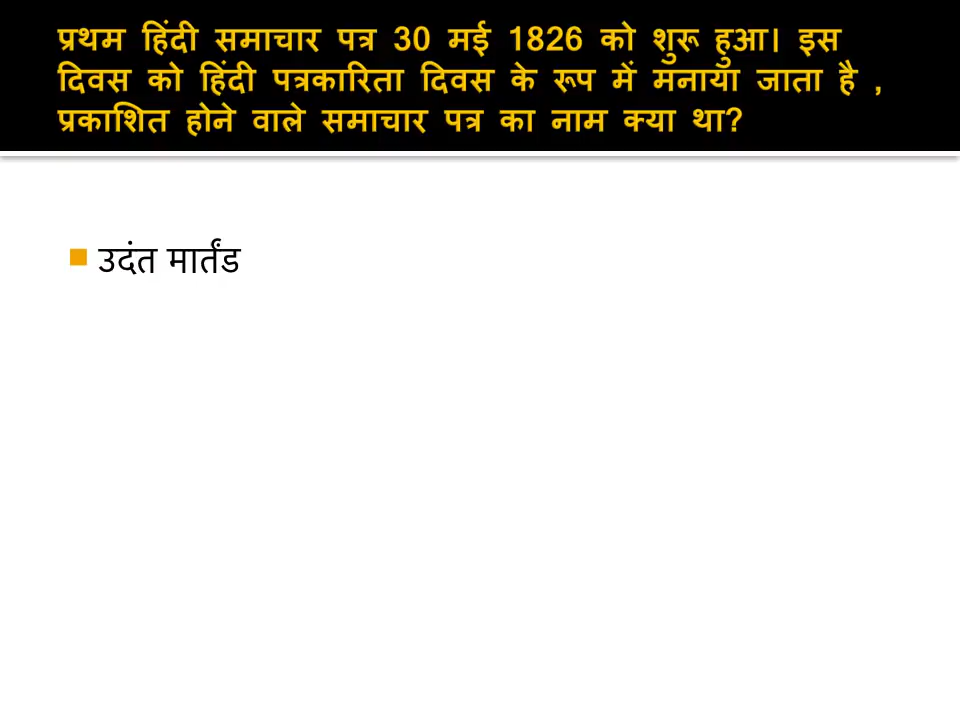 प्रथम हिंदी समाचार पत्र 30 मई 1826 को शुरू हुआ। इस
दिवस को हिंदी पत्रकारिता दिवस के रूप में मनाया जाता है ,
प्रकाशित होने वाले समाचार पत्र का नाम क्या था?
उदंत मार्तंड